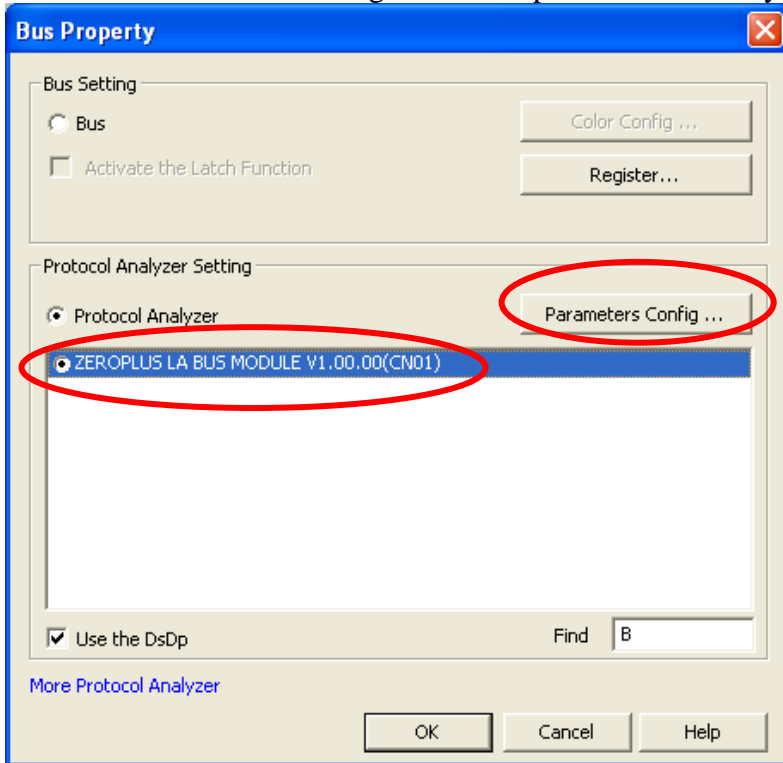 Bus Property
Bus Setting
Bus
Color Config ...
Activate the Latch Function
Register...
Protocol Analyzer Setting
Protocol Analyzer
Parameters Config ...
ZEROPLUS LA BUS MODULE V1.00.00(CN01)
Use the DsDp
Find B
More Protocol Analyzer
OK Cancel Help